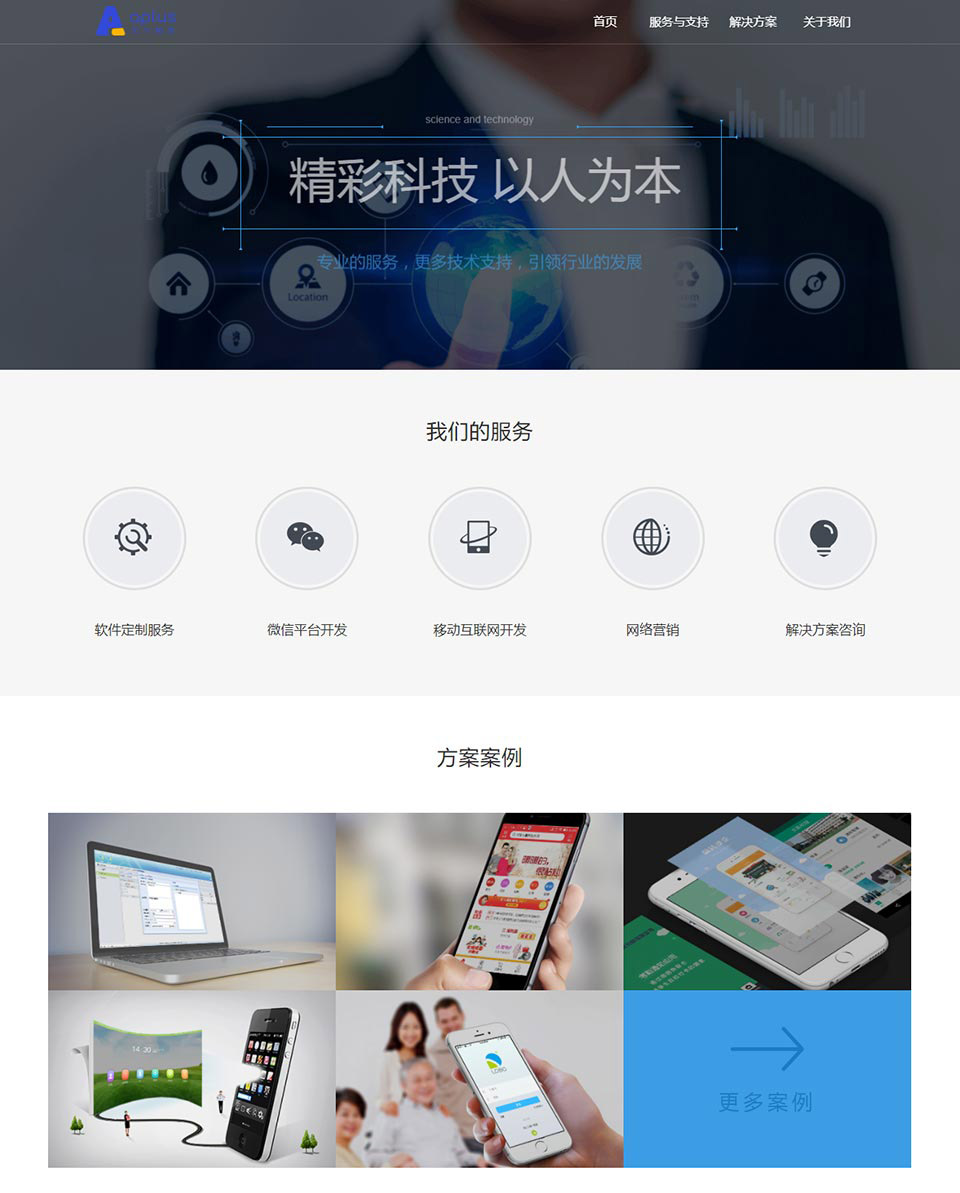 aptus
首页 服务与支持 解决方案 关于我们
science and technology
精彩科技 以人为本
专业的服务，更多技术支持，引领行业的发展
Location
我们的服务
软件定制服务 微信平台开发 移动互联网开发 网络营销 解决方案咨询
方案案例
14:30
LOBO
更多案例